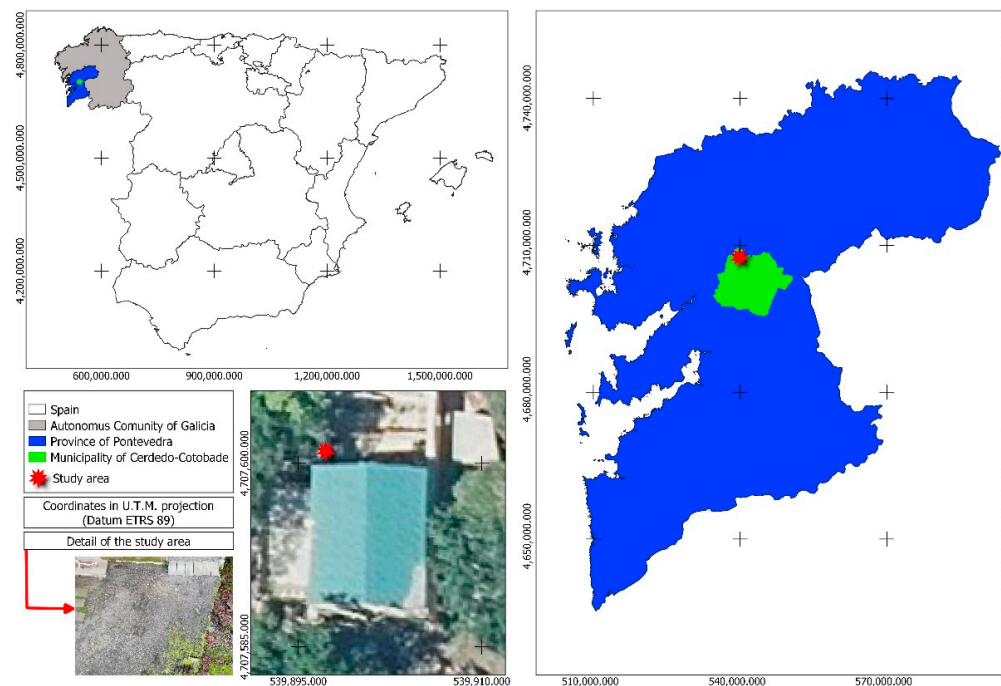 4,800,000.000
4,500,000.000
4,200,000.000
600,000.000
900,000.000
1,200,000.000
1,500,000.000
Spain
Autonomus Comunity of Galicia
Province of Pontevedra
Municipality of Cerdedo-Cotobade
Study area
Coordinates in U.T.M. projection
(Datum ETRS 89)
Detail of the study area
4,707,600.000
4,707,585.000
539,895.000
539,910.000
4,740,000.000
4,710,000.000
4,680,000.000
4,650,000.000
510,000.000
540,000.000
570,000.000